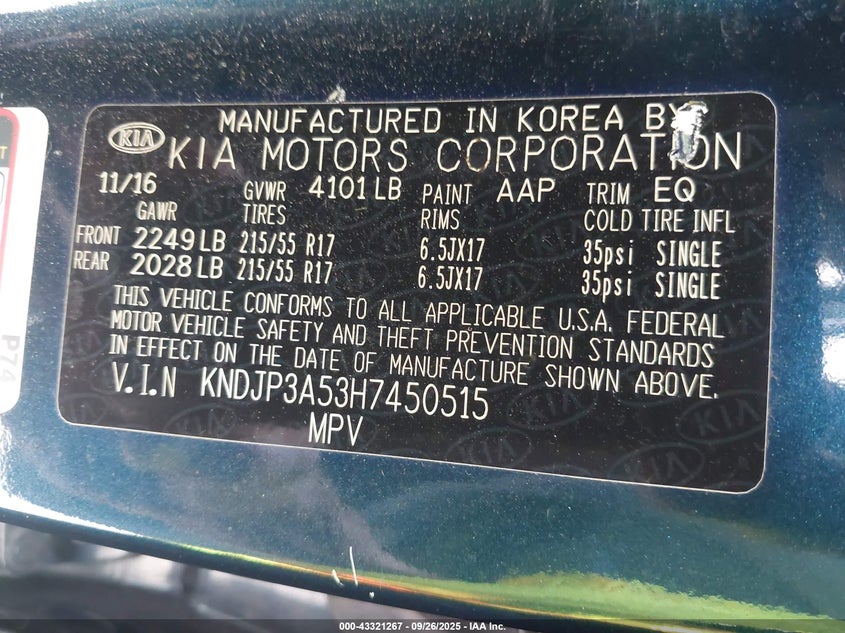 MANUFACTURED IN KOREA BY
KIA KIA MOTORS CORPORATION
11/16 GVWR 4101 LB PAINT AAP TRIM EQ
GAWR TIRES RIMS COLD TIRE INFL
FRONT 2249 LB 215/55 R17 6.5JX17 35psi SINGLE
REAR 2028 LB 215/55 R17 6.5JX17 35psi SINGLE
THIS VEHICLE CONFORMS TO ALL APPLICABLE U.S.A. FEDERAL
MOTOR VEHICLE SAFETY AND THEFT PREVENTION STANDARDS
IN EFFECT ON THE DATE OF MANUFACTURE SHOWN ABOVE.
V.I.N KNDJP3A53H7450515
MPV
P74
000-43321267 - 09/26/2025 - IAA Inc.